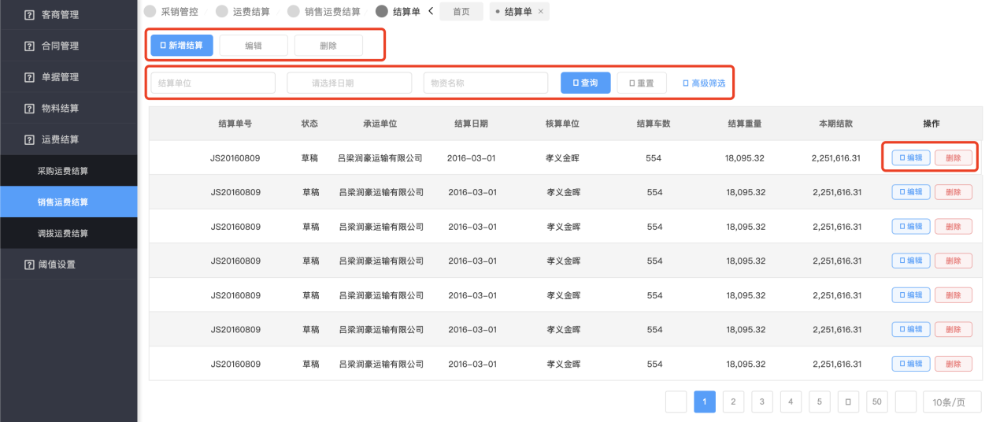 客商管理
合同管理
单据管理
物料结算
运费结算
采购运费结算
销售运费结算
调拨运费结算
阈值设置
采销管控 / 运费结算 / 销售运费结算 / 结算单 < 首页 • 结算单 ×
新增结算 编辑 删除
结算单位 请选择日期 物资名称 查询 重置 高级筛选
结算单号 状态 承运单位 结算日期 核算单位 结算车数 结算重量 本期结款 操作
JS20160809 草稿 吕梁润豪运输有限公司 2016-03-01 孝义金晖 554 18,095.32 2,251,616.31 编辑 删除
JS20160809 草稿 吕梁润豪运输有限公司 2016-03-01 孝义金晖 554 18,095.32 2,251,616.31 编辑 删除
JS20160809 草稿 吕梁润豪运输有限公司 2016-03-01 孝义金晖 554 18,095.32 2,251,616.31 编辑 删除
JS20160809 草稿 吕梁润豪运输有限公司 2016-03-01 孝义金晖 554 18,095.32 2,251,616.31 编辑 删除
JS20160809 草稿 吕梁润豪运输有限公司 2016-03-01 孝义金晖 554 18,095.32 2,251,616.31 编辑 删除
JS20160809 草稿 吕梁润豪运输有限公司 2016-03-01 孝义金晖 554 18,095.32 2,251,616.31 编辑 删除
JS20160809 草稿 吕梁润豪运输有限公司 2016-03-01 孝义金晖 554 18,095.32 2,251,616.31 编辑 删除
1 2 3 4 5 50 10条/页